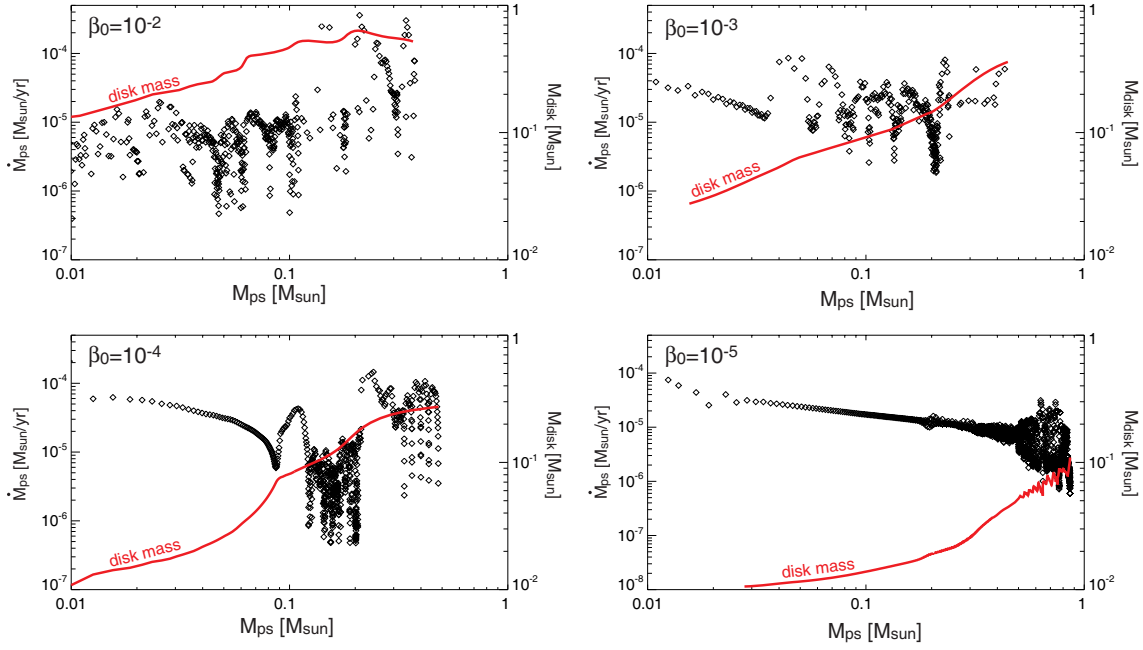 β0=10-2
disk mass
10-4
10-5
10-6
10-7
Ṁps [Msun/yr]
1
10-1
10-2
Mdisk [Msun]
0.01 0.1 1
Mps [Msun]
β0=10-3
disk mass
10-4
10-5
10-6
10-7
Ṁps [Msun/yr]
1
10-1
10-2
Mdisk [Msun]
0.01 0.1 1
Mps [Msun]
β0=10-4
disk mass
10-4
10-5
10-6
10-7
Ṁps [Msun/yr]
1
10-1
10-2
Mdisk [Msun]
0.01 0.1 1
Mps [Msun]
β0=10-5
disk mass
10-4
10-5
10-6
10-7
10-8
Ṁps [Msun/yr]
1
10-1
10-2
Mdisk [Msun]
0.01 0.1 1
Mps [Msun]